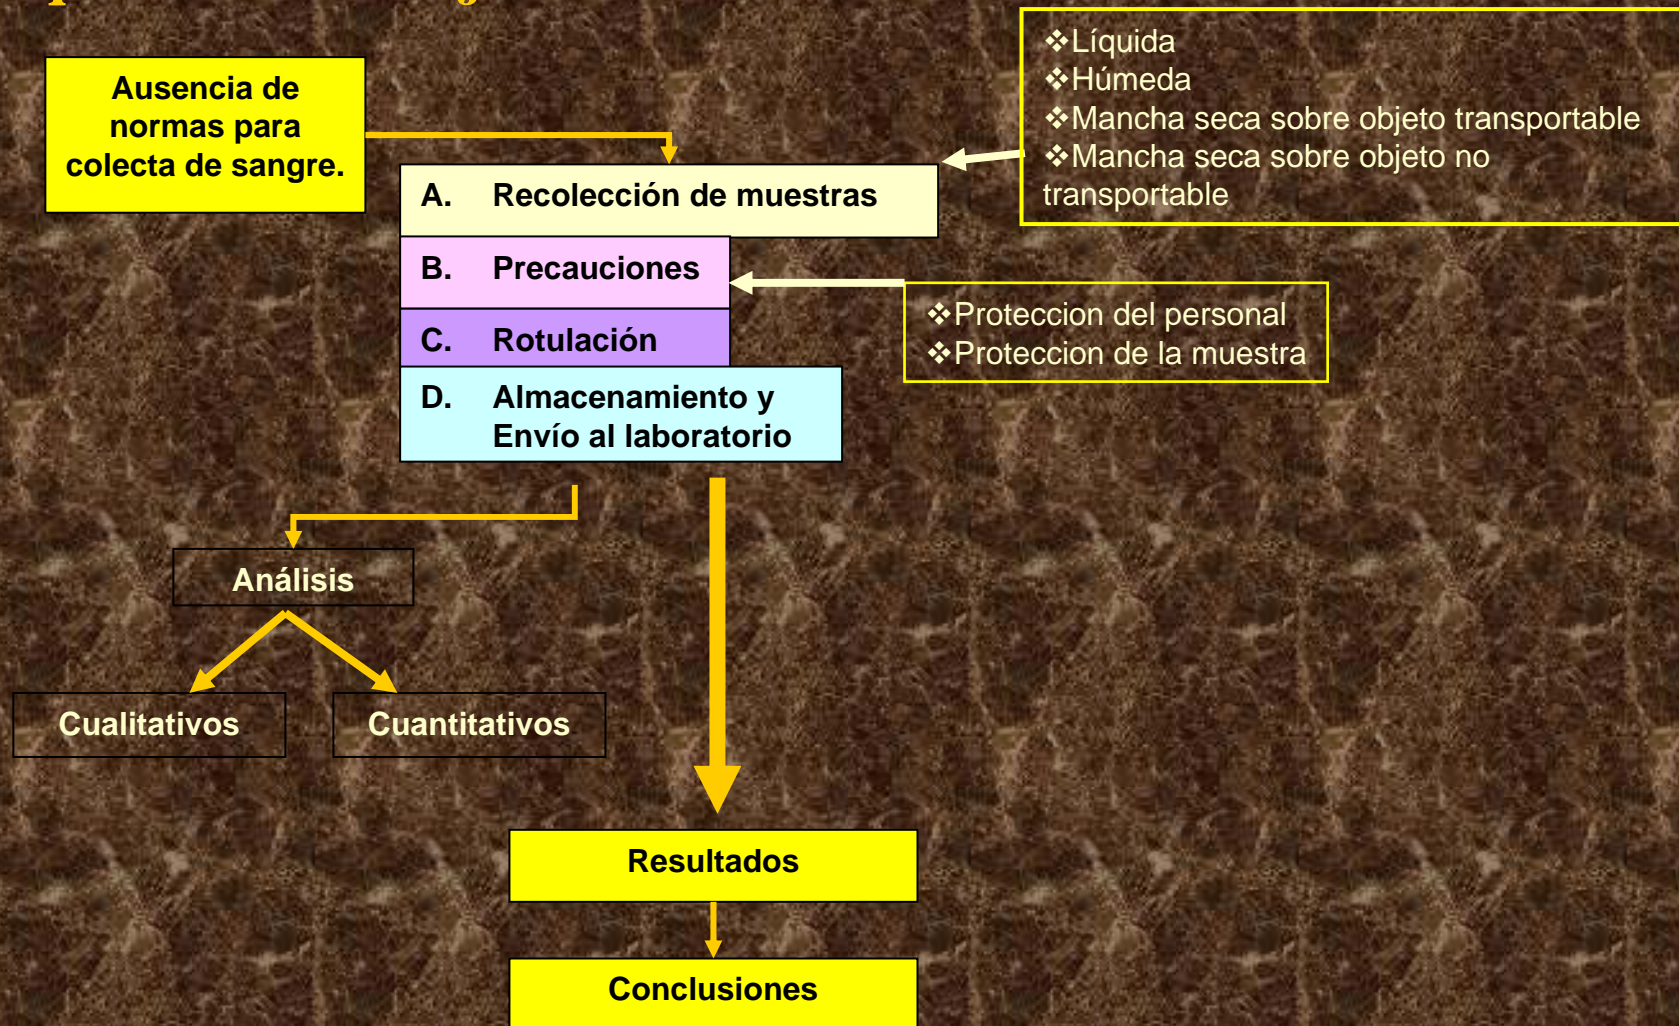 Ausencia de
normas para
colecta de sangre.
❖Líquida
❖Húmeda
❖Mancha seca sobre objeto transportable
❖Mancha seca sobre objeto no
transportable
A. Recolección de muestras
B. Precauciones
❖Proteccion del personal
❖Proteccion de la muestra
C. Rotulación
D. Almacenamiento y
Envío al laboratorio
Análisis
Cualitativos
Cuantitativos
Resultados
Conclusiones